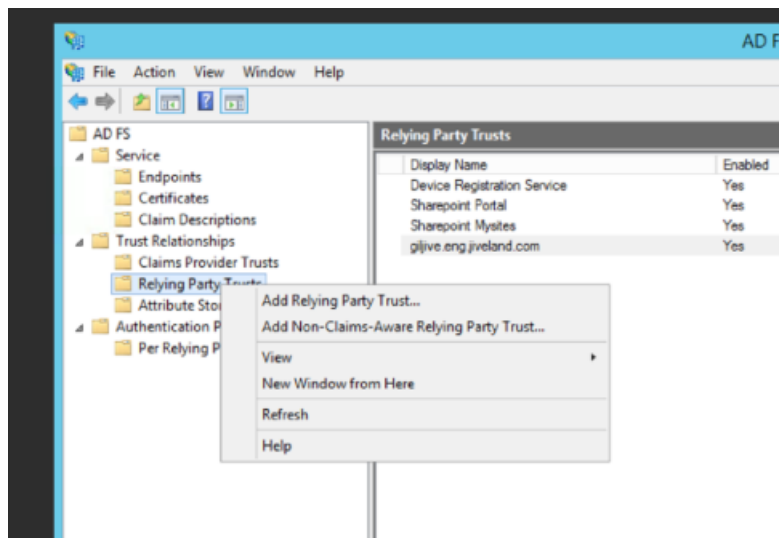 AD F
File Action View Window Help
AD FS
Service
Endpoints
Certificates
Claim Descriptions
Trust Relationships
Claims Provider Trusts
Relying Party Trusts
Attribute Sto
Authentication P
Per Relying P
Add Relying Party Trust...
Add Non-Claims-Aware Relying Party Trust...
View
New Window from Here
Refresh
Help
Relying Party Trusts
Display Name Enabled
Device Registration Service Yes
Sharepoint Portal Yes
Sharepoint Mysites Yes
giljive.eng.jiveland.com Yes